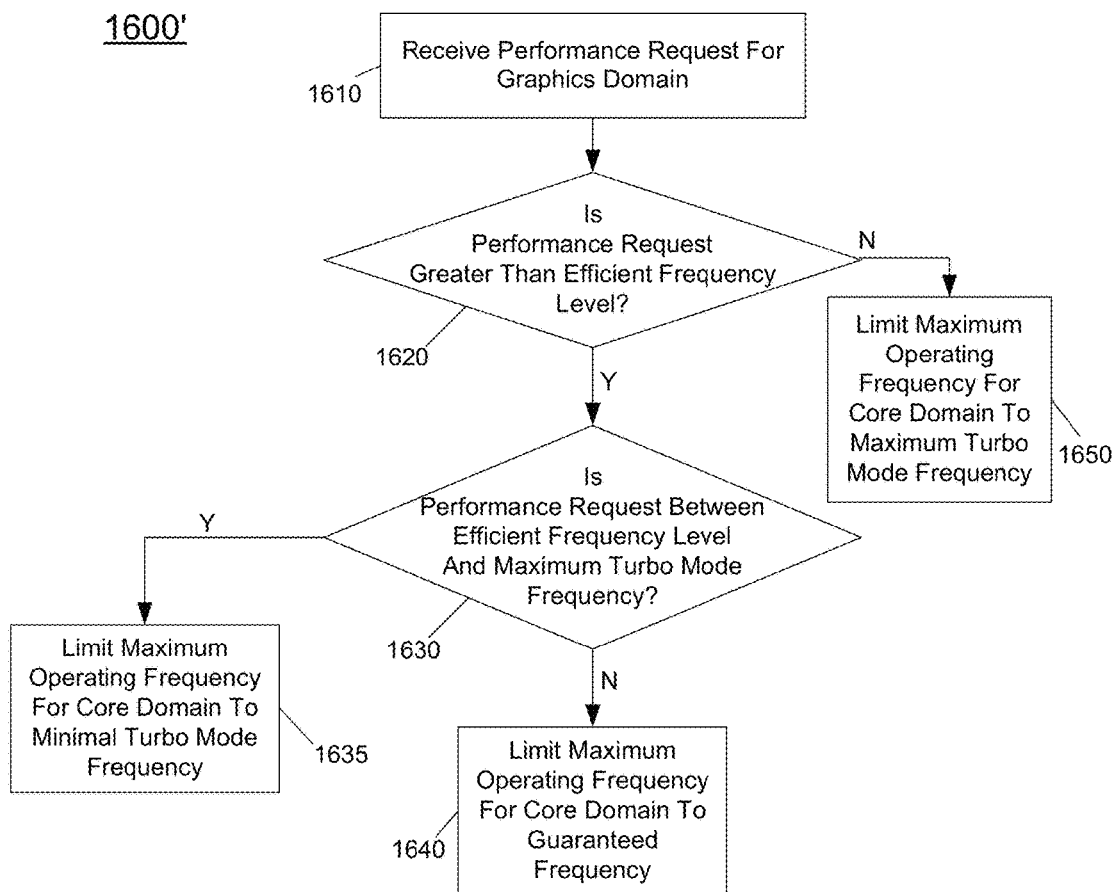 1600'
Receive Performance Request For
Graphics Domain
1610
Is
Performance Request
Greater Than Efficient Frequency
Level?
1620
N
Y
Limit Maximum
Operating
Frequency For
Core Domain To
Maximum Turbo
Mode Frequency
1650
Is
Performance Request Between
Efficient Frequency Level
And Maximum Turbo Mode
Frequency?
1630
Y
N
Limit Maximum
Operating Frequency
For Core Domain To
Minimal Turbo Mode
Frequency
1635
Limit Maximum
Operating Frequency
For Core Domain To
Guaranteed
Frequency
1640